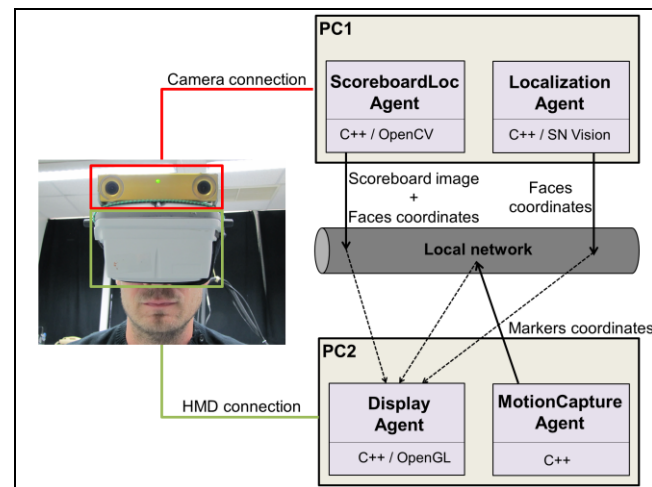 PC1
Camera connection
ScoreboardLoc
Agent
C++ / OpenCV
Localization
Agent
C++ / SN Vision
Scoreboard image
+
Faces coordinates
Faces
coordinates
Local network
Markers coordinates
PC2
HMD connection
Display
Agent
C++ / OpenGL
MotionCapture
Agent
C++